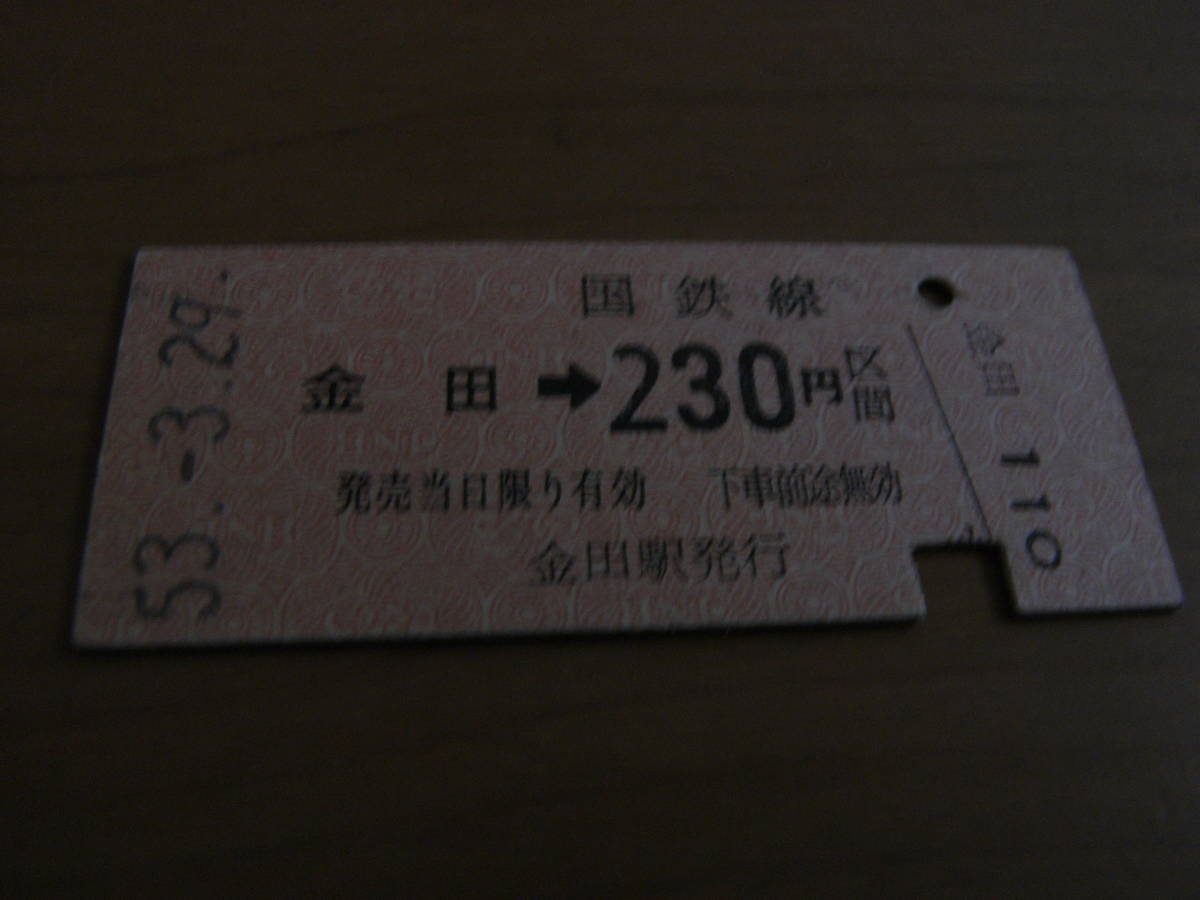 国鉄線
金田➡230円区間
発売当日限り有効 下車前途無効
金田駅発行
53.-3.29.
金田 110